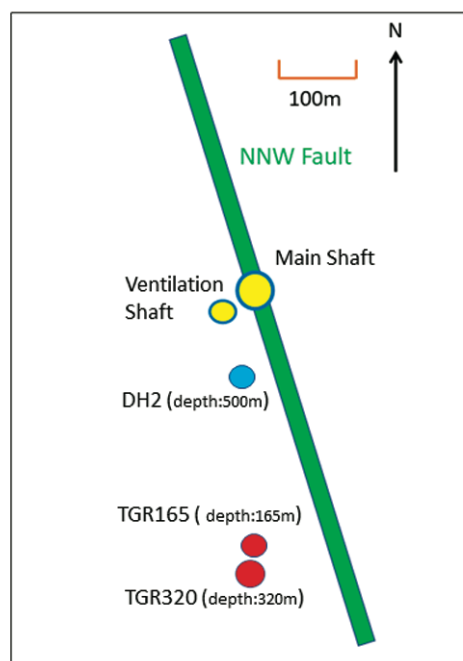 N
100m
NNW Fault
Main Shaft
Ventilation
Shaft
DH2 (depth:500m)
TGR165 ( depth:165m)
TGR320 (depth:320m)